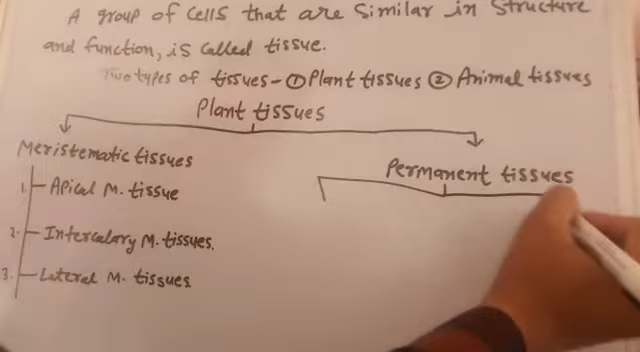 A group of cells that are similar in structure
and function, is called tissue.
Two types of tissues- ① Plant tissues ② Animal tissues
Plant tissues
Meristematic tissues
1. Apical M. tissue
2. Intercalary M. tissues.
3. Lateral M. tissues
Permanent tissues